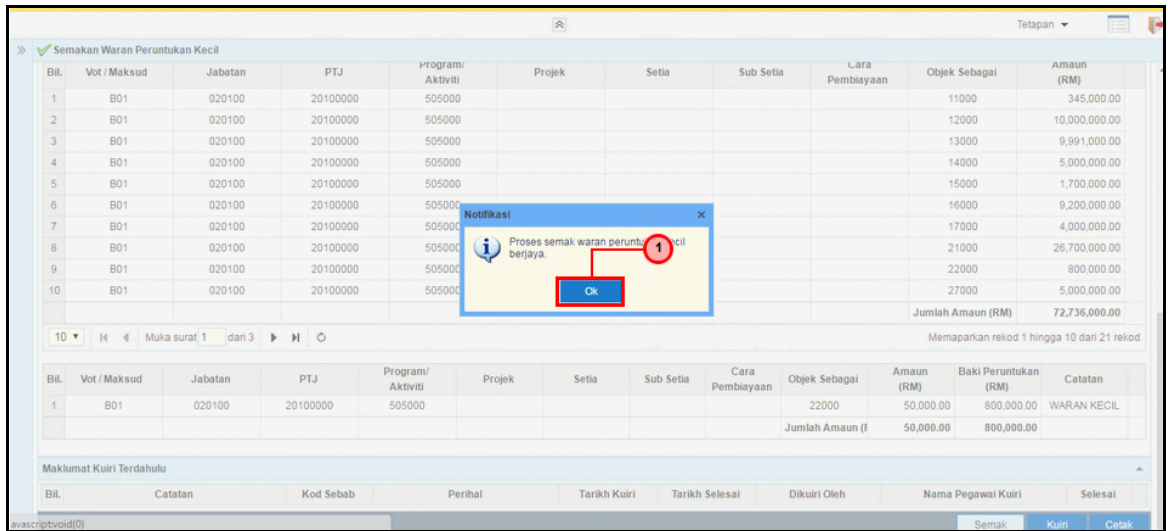 Tetapan
Semakan Waran Peruntukan Kecil
Bil. Vot / Maksud Jabatan PTJ Program/ Aktiviti Projek Setia Sub Setia Cara Pembiayaan Objek Sebagai Amaun (RM)
1 B01 020100 20100000 505000 11000 345,000.00
2 B01 020100 20100000 505000 12000 10,000,000.00
3 B01 020100 20100000 505000 13000 9,991,000.00
4 B01 020100 20100000 505000 14000 5,000,000.00
5 B01 020100 20100000 505000 15000 1,700,000.00
6 B01 020100 20100000 505000 16000 9,200,000.00
7 B01 020100 20100000 505000 17000 4,000,000.00
8 B01 020100 20100000 505000 21000 26,700,000.00
9 B01 020100 20100000 505000 22000 800,000.00
10 B01 020100 20100000 505000 27000 5,000,000.00
Jumlah Amaun (RM) 72,736,000.00
Notifikasi x
Proses semak waran peruntu ecil
berjaya.
1
Ok
10 Muka surat 1 dari 3 Memaparkan rekod 1 hingga 10 dari 21 rekod
Bil. Vot / Maksud Jabatan PTJ Program/ Aktiviti Projek Setia Sub Setia Cara Pembiayaan Objek Sebagai Amaun (RM) Baki Peruntukan (RM) Catatan
1 B01 020100 20100000 505000 22000 50,000.00 800,000.00 WARAN KECIL
Jumlah Amaun (F 50,000.00 800,000.00
Maklumat Kuiri Terdahulu
Bil. Catatan Kod Sebab Perihal Tarikh Kuiri Tarikh Selesai Dikuiri Oleh Nama Pegawai Kuiri Selesai
avascript:void(0) Semak Kuiri Cetak